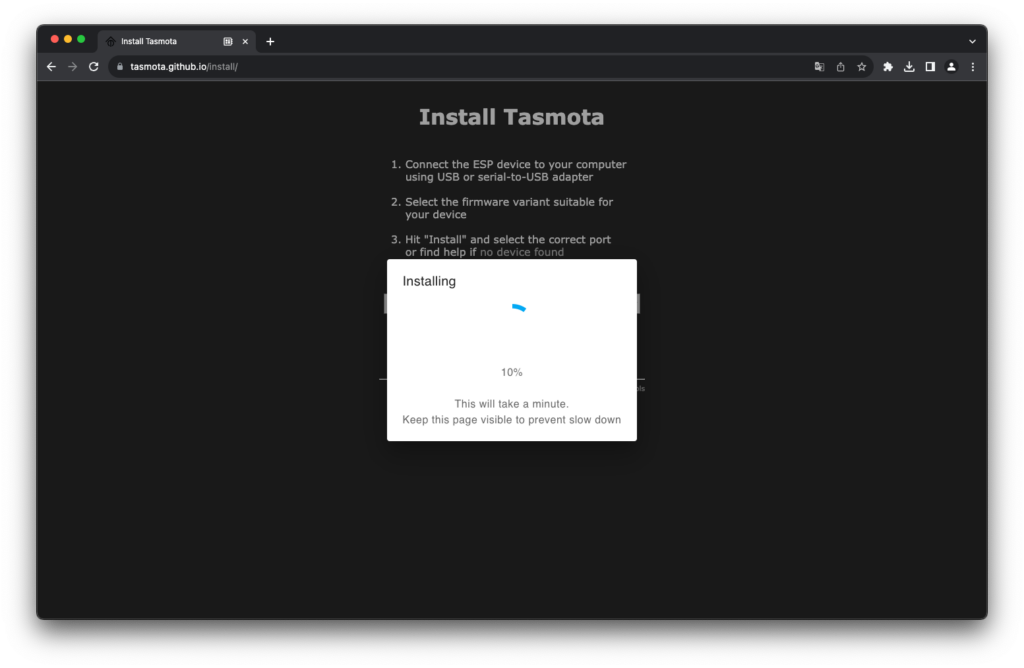 Install Tasmota
tasmota.github.io/install/
Install Tasmota
1. Connect the ESP device to your computer
using USB or serial-to-USB adapter
2. Select the firmware variant suitable for
your device
3. Hit "Install" and select the correct port
or find help if no device found
Installing
10%
This will take a minute.
Keep this page visible to prevent slow down